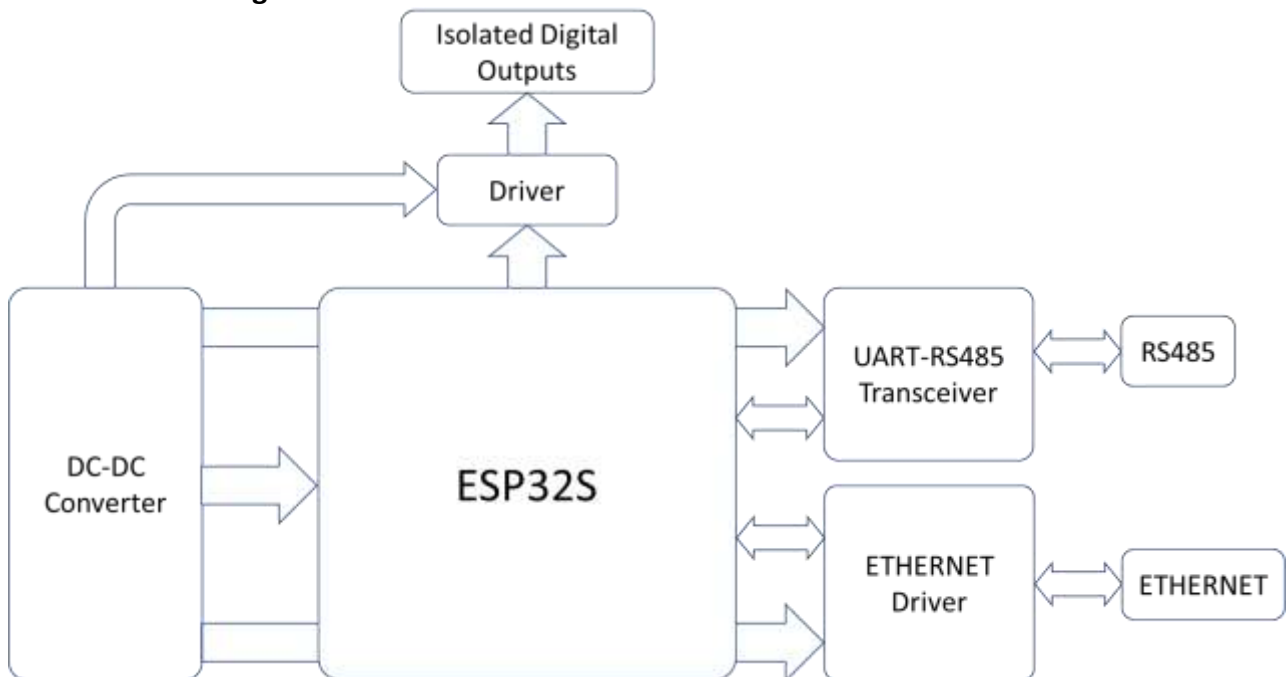 Isolated Digital
Outputs
Driver
DC-DC
Converter
ESP32S
UART-RS485
Transceiver
RS485
ETHERNET
Driver
ETHERNET